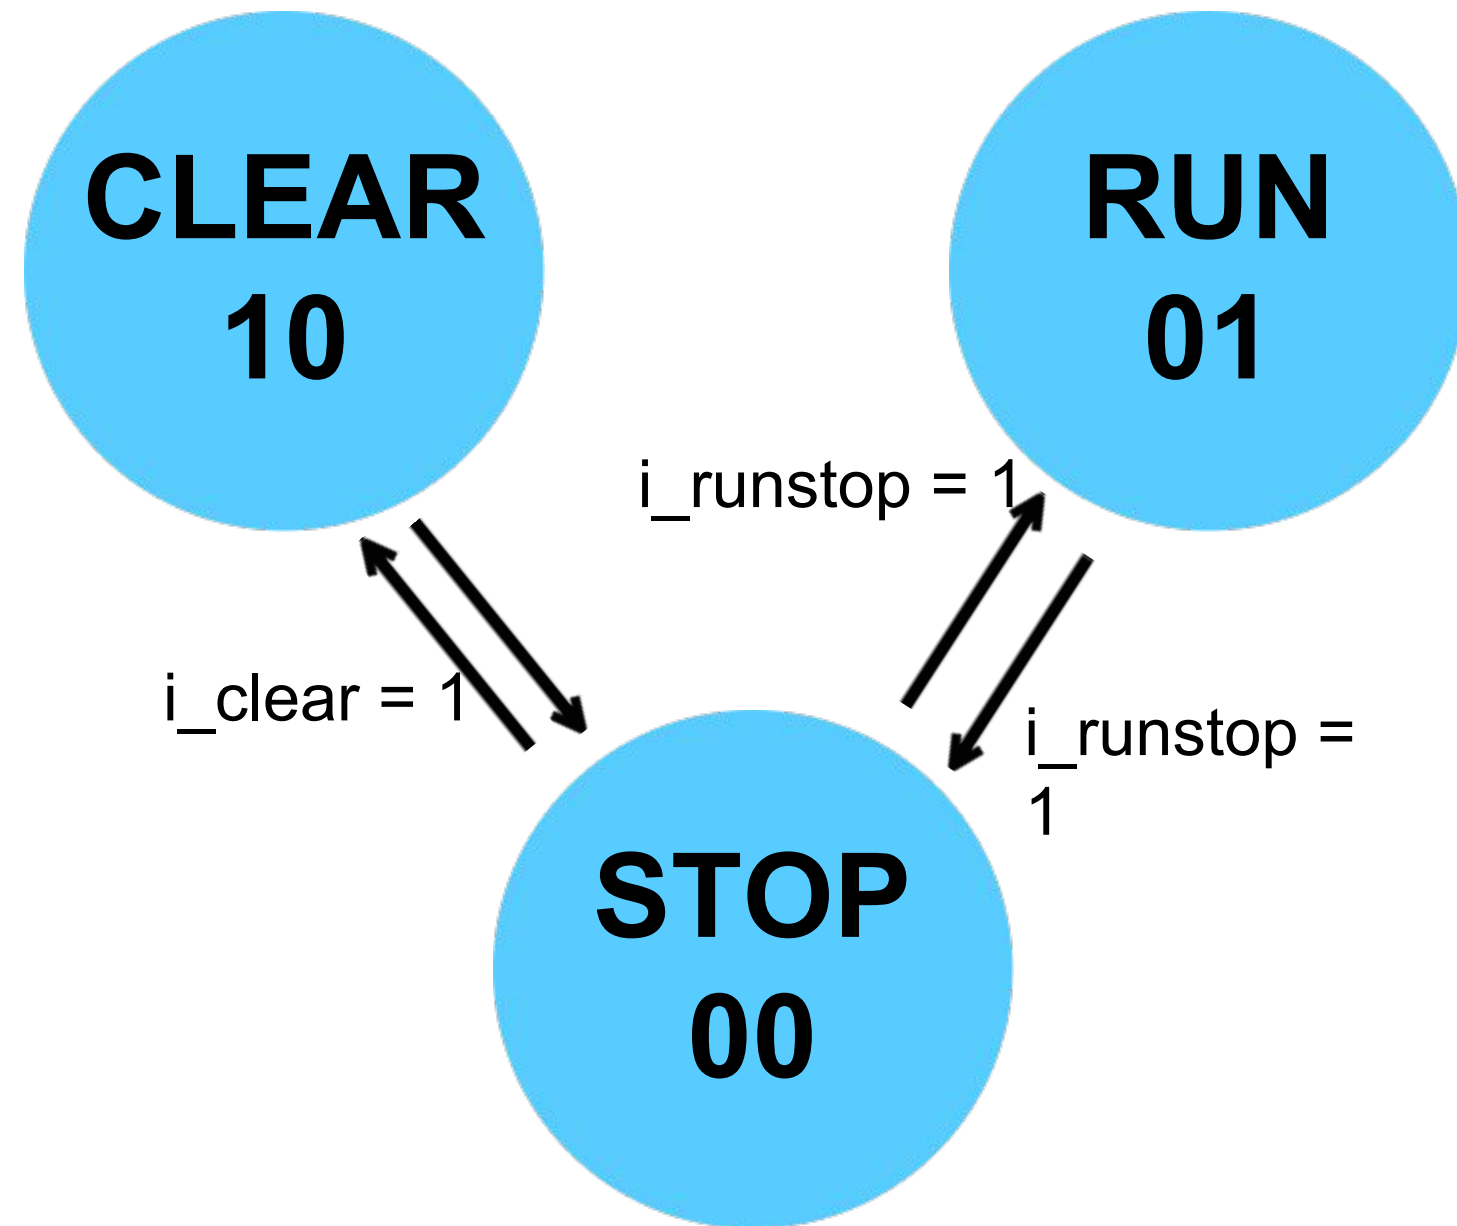 CLEAR
10
RUN
01
i_runstop = 1
i_clear = 1
i_runstop =
1
STOP
00